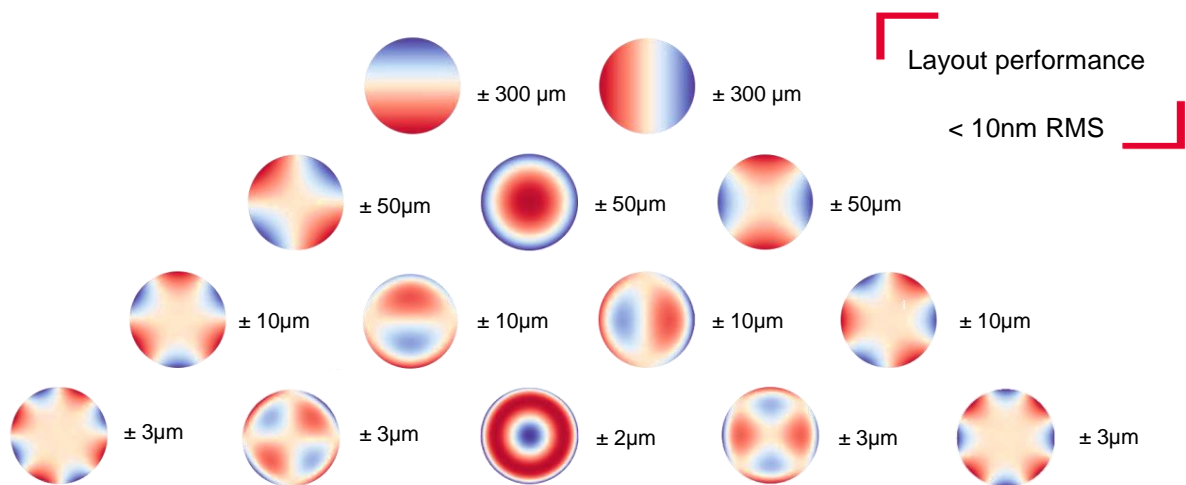 Layout performance
< 10nm RMS
± 300 µm
± 300 µm
± 50µm
± 50µm
± 50µm
± 10µm
± 10µm
± 10µm
± 10µm
± 3µm
± 3µm
± 2µm
± 3µm
± 3µm